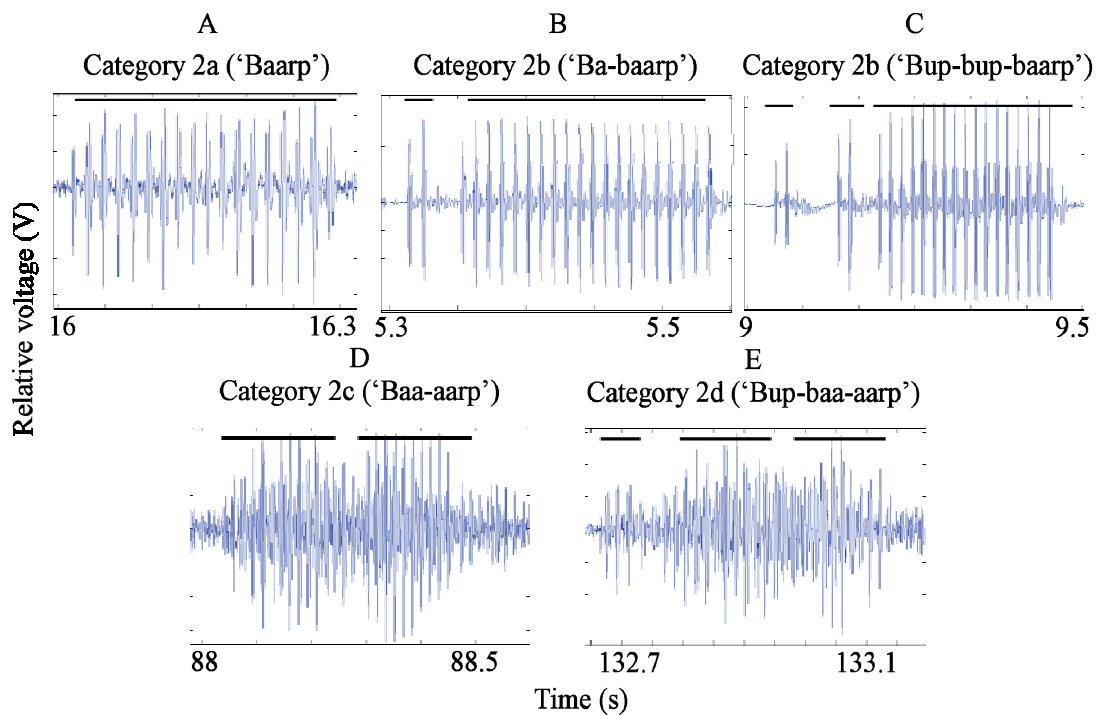 A
Category 2a (‘Baarp’)
B
Category 2b (‘Ba-baarp’)
C
Category 2b (‘Bup-bup-baarp’)
16
16.3
5.3
5.5
9
9.5
D
Category 2c (‘Baa-aarp’)
E
Category 2d (‘Bup-baa-aarp’)
88
88.5
132.7
133.1
Relative voltage (V)
Time (s)